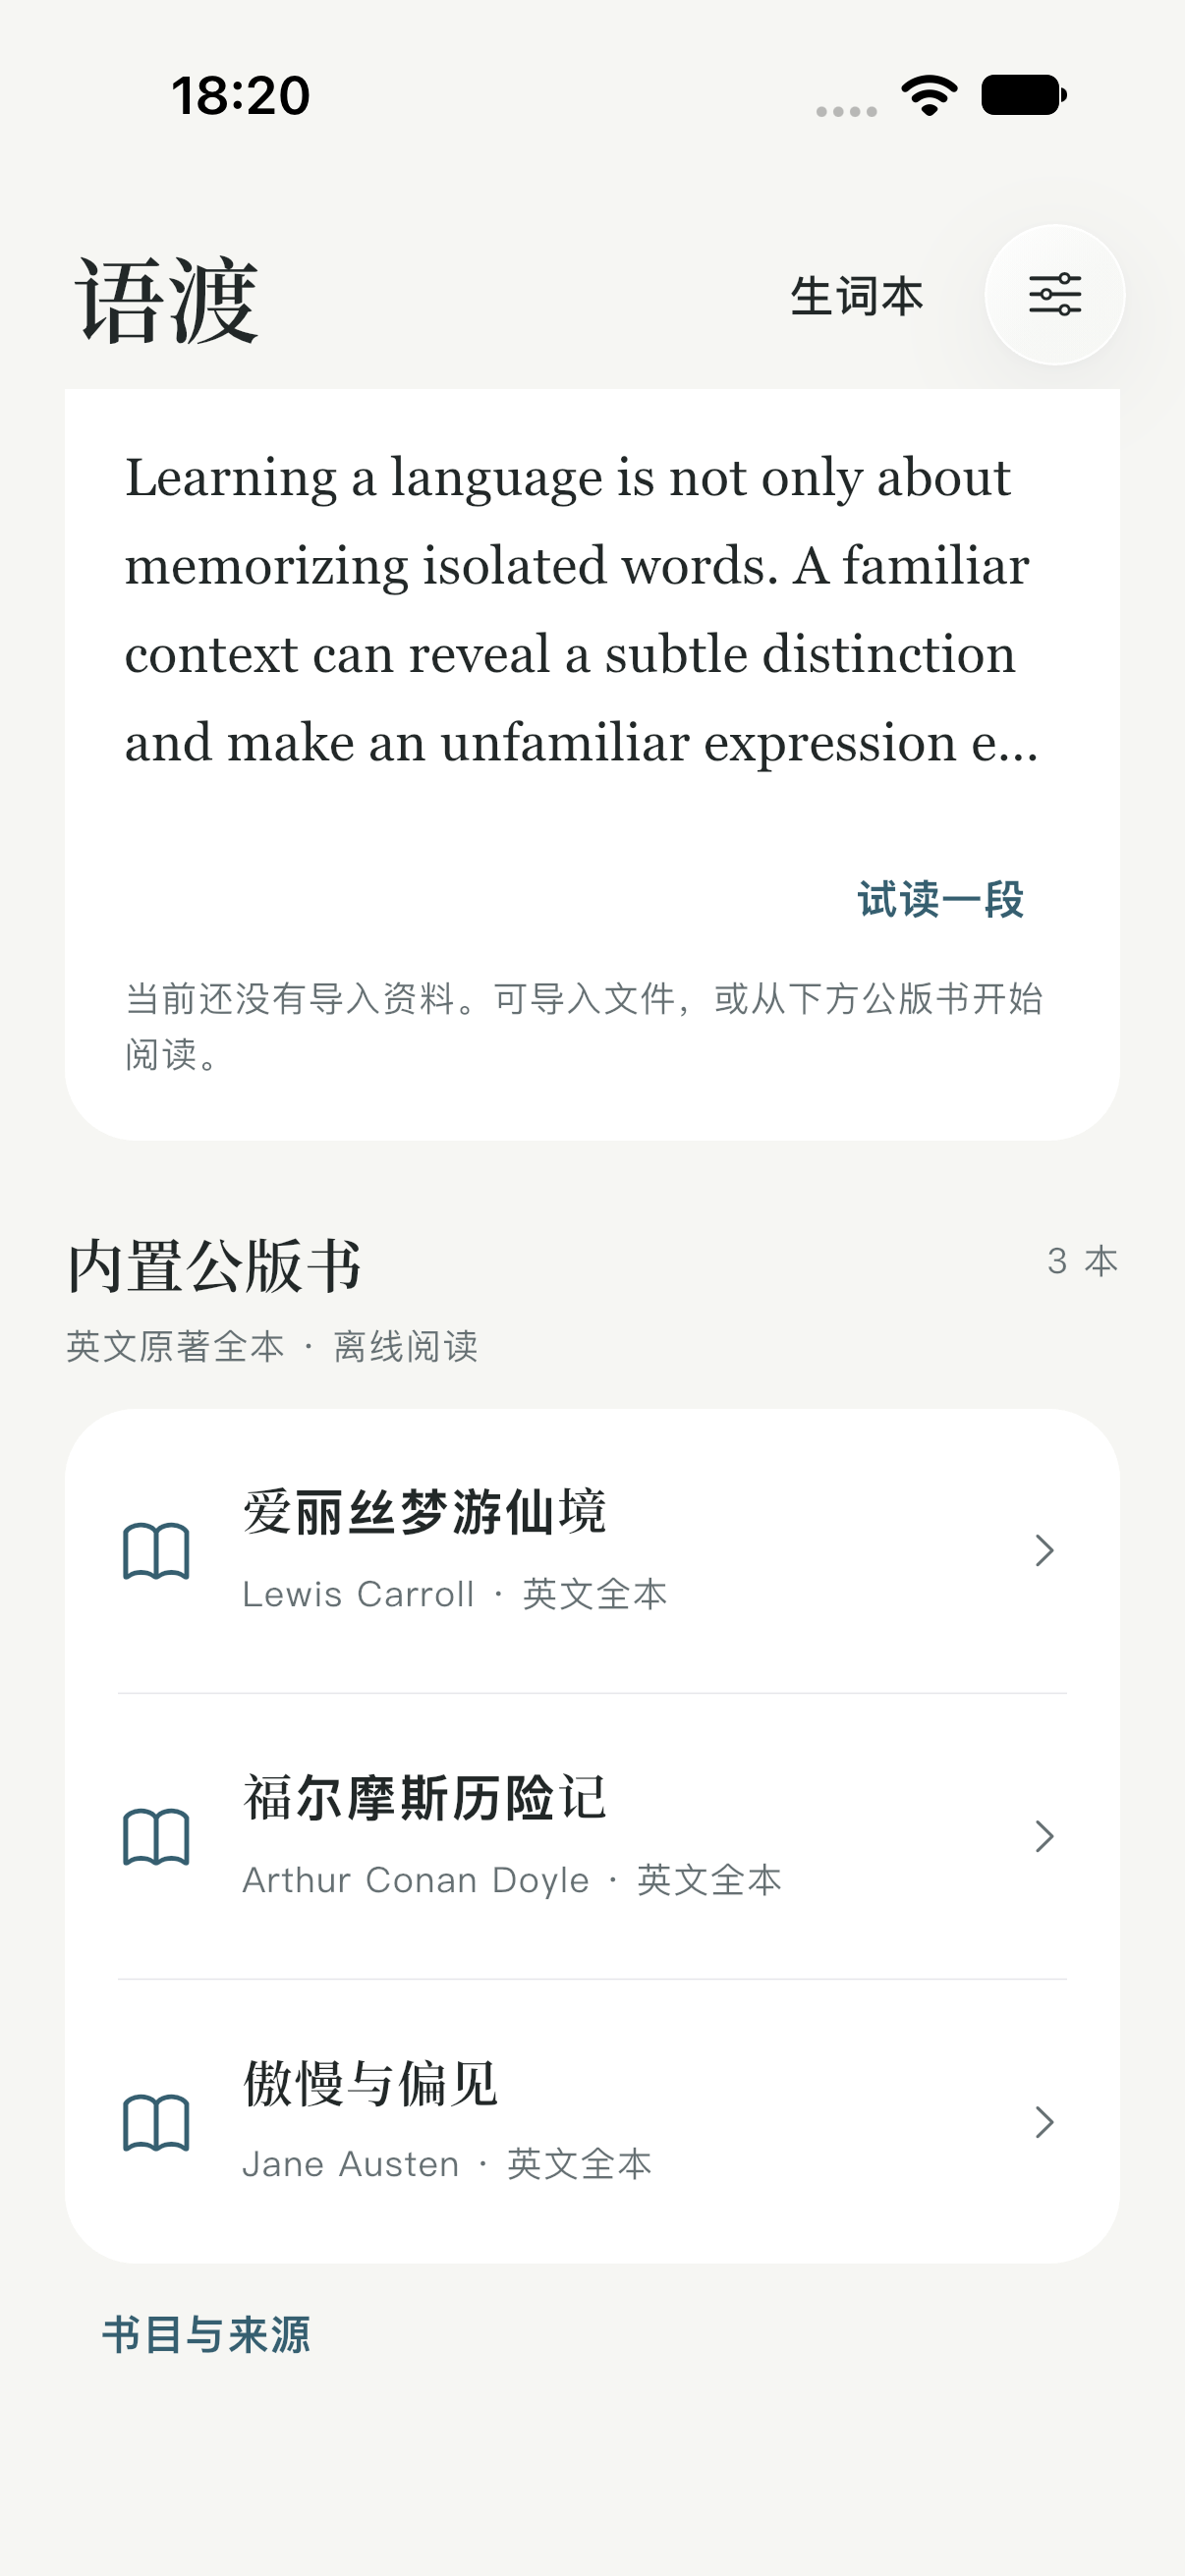 18:20
语渡
生词本
Learning a language is not only about
memorizing isolated words. A familiar
context can reveal a subtle distinction
and make an unfamiliar expression e...
试读一段
当前还没有导入资料。可导入文件，或从下方公版书开始
阅读。
内置公版书
3 本
英文原著全本 · 离线阅读
爱丽丝梦游仙境
Lewis Carroll · 英文全本
福尔摩斯历险记
Arthur Conan Doyle · 英文全本
傲慢与偏见
Jane Austen · 英文全本
书目与来源